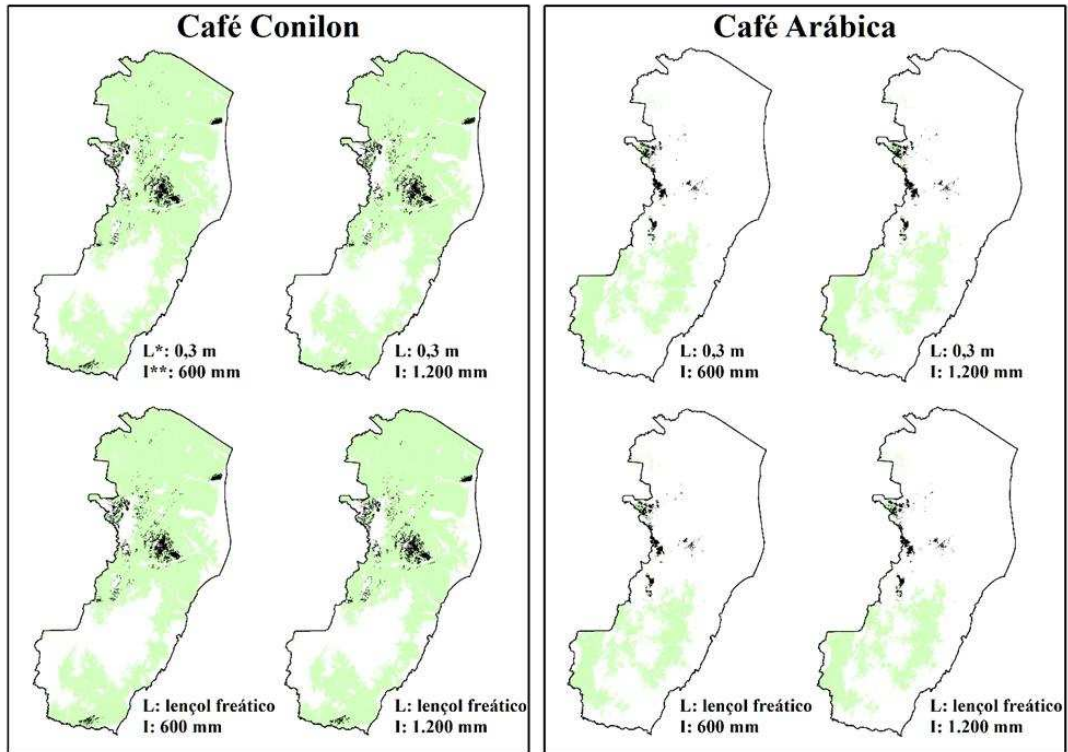 Café Conilon
L*: 0,3 m
I**: 600 mm
L: 0,3 m
I: 1.200 mm
L: lençol freático
I: 600 mm
L: lençol freático
I: 1.200 mm
Café Arábica
L: 0,3 m
I: 600 mm
L: 0,3 m
I: 1.200 mm
L: lençol freático
I: 600 mm
L: lençol freático
I: 1.200 mm